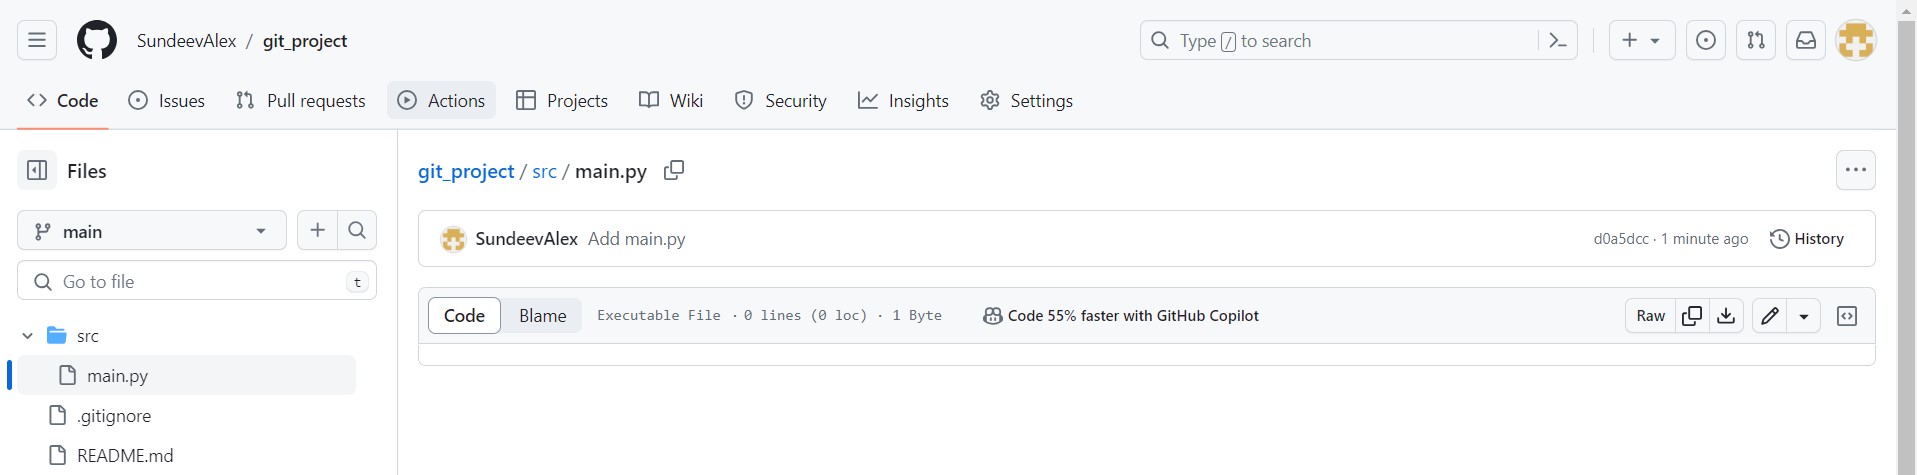 SundeevAlex / git_project
Type / to search
Code Issues Pull requests Actions Projects Wiki Security Insights Settings
Files
main
Go to file t
src
main.py
.gitignore
README.md
git_project / src / main.py
SundeevAlex Add main.py d0a5dcc · 1 minute ago History
Code Blame Executable File · 0 lines (0 loc) · 1 Byte Code 55% faster with GitHub Copilot Raw